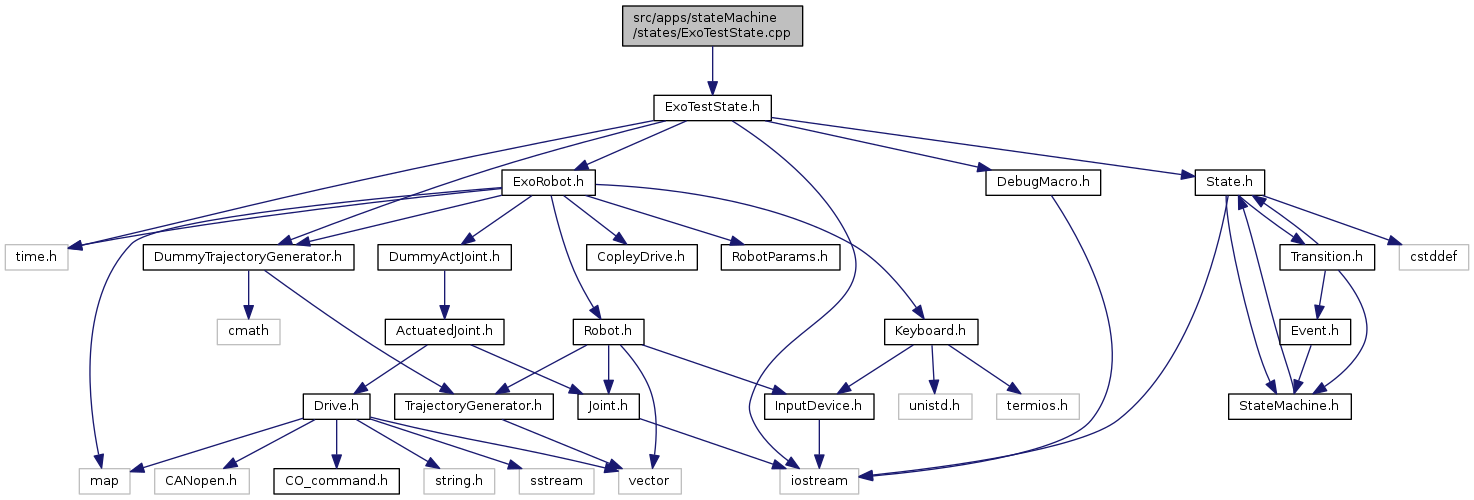 src/apps/stateMachine
/states/ExoTestState.cpp
ExoTestState.h
ExoRobot.h
DebugMacro.h
State.h
time.h
DummyTrajectoryGenerator.h
DummyActJoint.h
CopleyDrive.h
RobotParams.h
Transition.h
cstddef
cmath
ActuatedJoint.h
Robot.h
Keyboard.h
Event.h
Drive.h
TrajectoryGenerator.h
Joint.h
InputDevice.h
unistd.h
termios.h
StateMachine.h
map
CANopen.h
CO_command.h
string.h
sstream
vector
iostream